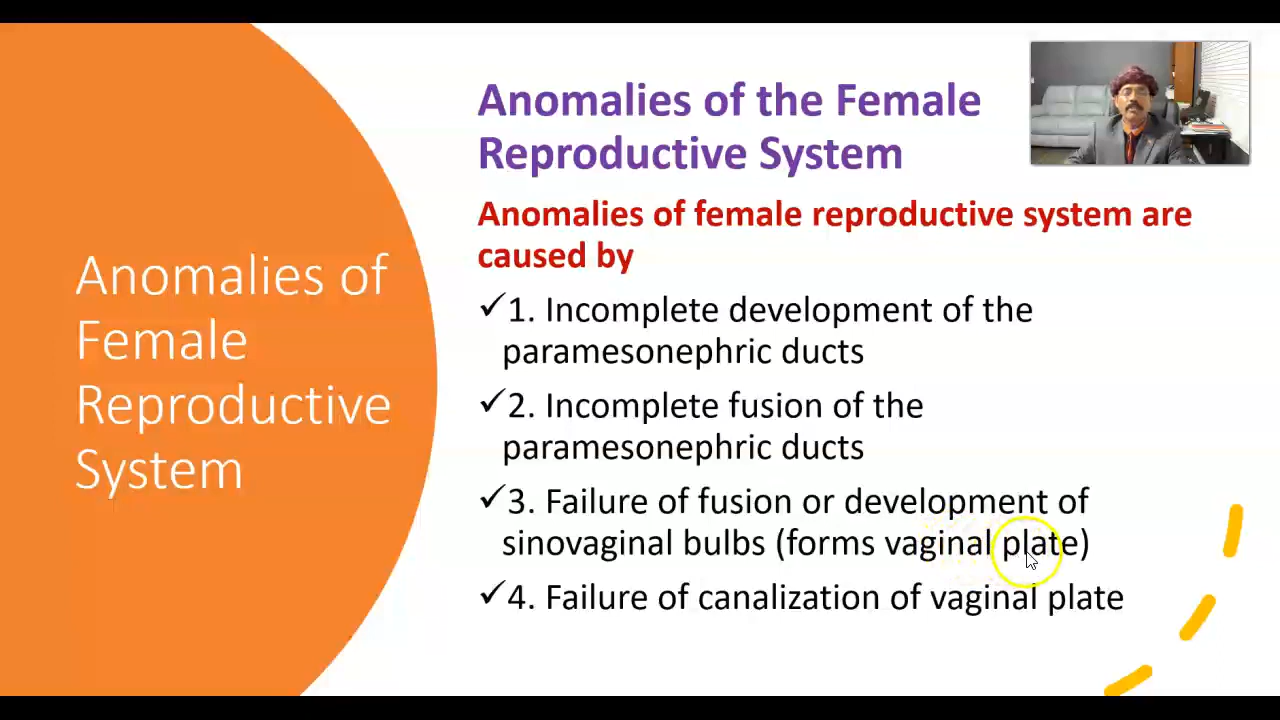 Anomalies of
Female
Reproductive
System
Anomalies of the Female
Reproductive System
Anomalies of female reproductive system are
caused by
✓1. Incomplete development of the
paramesonephric ducts
✓2. Incomplete fusion of the
paramesonephric ducts
✓3. Failure of fusion or development of
sinovaginal bulbs (forms vaginal plate)
✓4. Failure of canalization of vaginal plate